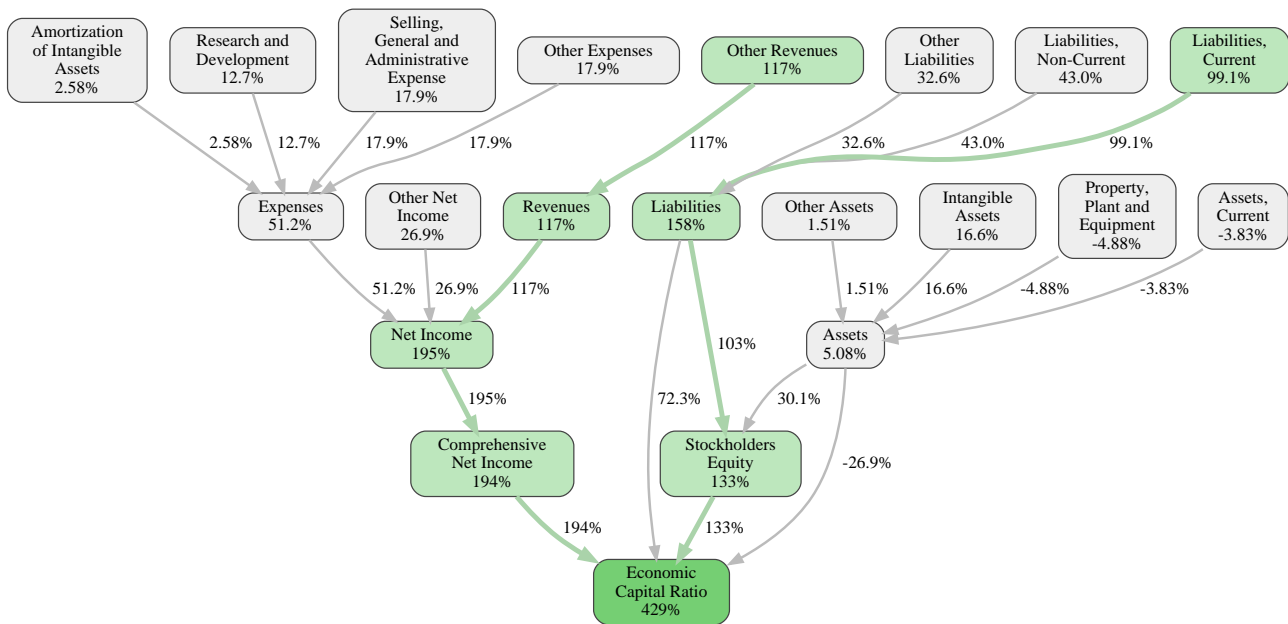 Amortization
of Intangible
Assets
2.58%
Research and
Development
12.7%
Selling,
General and
Administrative
Expense
17.9%
Other Expenses
17.9%
Other Revenues
117%
Other
Liabilities
32.6%
Liabilities,
Non-Current
43.0%
Liabilities,
Current
99.1%
2.58%
12.7%
17.9%
17.9%
117%
32.6%
43.0%
99.1%
Expenses
51.2%
Other Net
Income
26.9%
Revenues
117%
Liabilities
158%
Other Assets
1.51%
Intangible
Assets
16.6%
Property,
Plant and
Equipment
-4.88%
Assets,
Current
-3.83%
51.2%
26.9%
117%
1.51%
16.6%
-4.88%
-3.83%
Net Income
195%
103%
Assets
5.08%
195%
72.3%
30.1%
Comprehensive
Net Income
194%
Stockholders
Equity
133%
-26.9%
194%
133%
Economic
Capital Ratio
429%